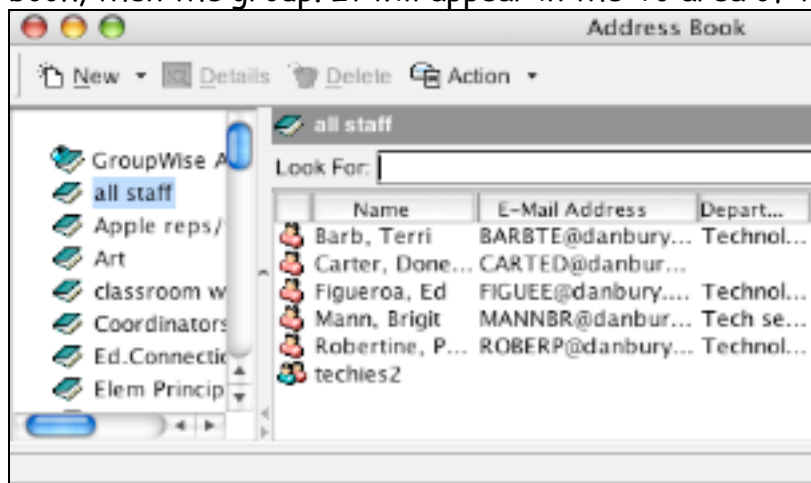 book, then the group. It will appear in the To area of
Address Book
New Details Delete Action
GroupWise A
all staff
Apple reps/
Art
classroom w
Coordinators
Ed.Connectic
Elem Princip
all staff
Look For:
Name E-Mail Address Depart...
Barb, Terri BARBTE@danbury... Technol...
Carter, Done... CARTED@danbur...
Figueroa, Ed FIGUEE@danbury.... Technol...
Mann, Brigit MANNBR@danbur... Tech se...
Robertine, P... ROBERP@danbury... Technol...
techies2